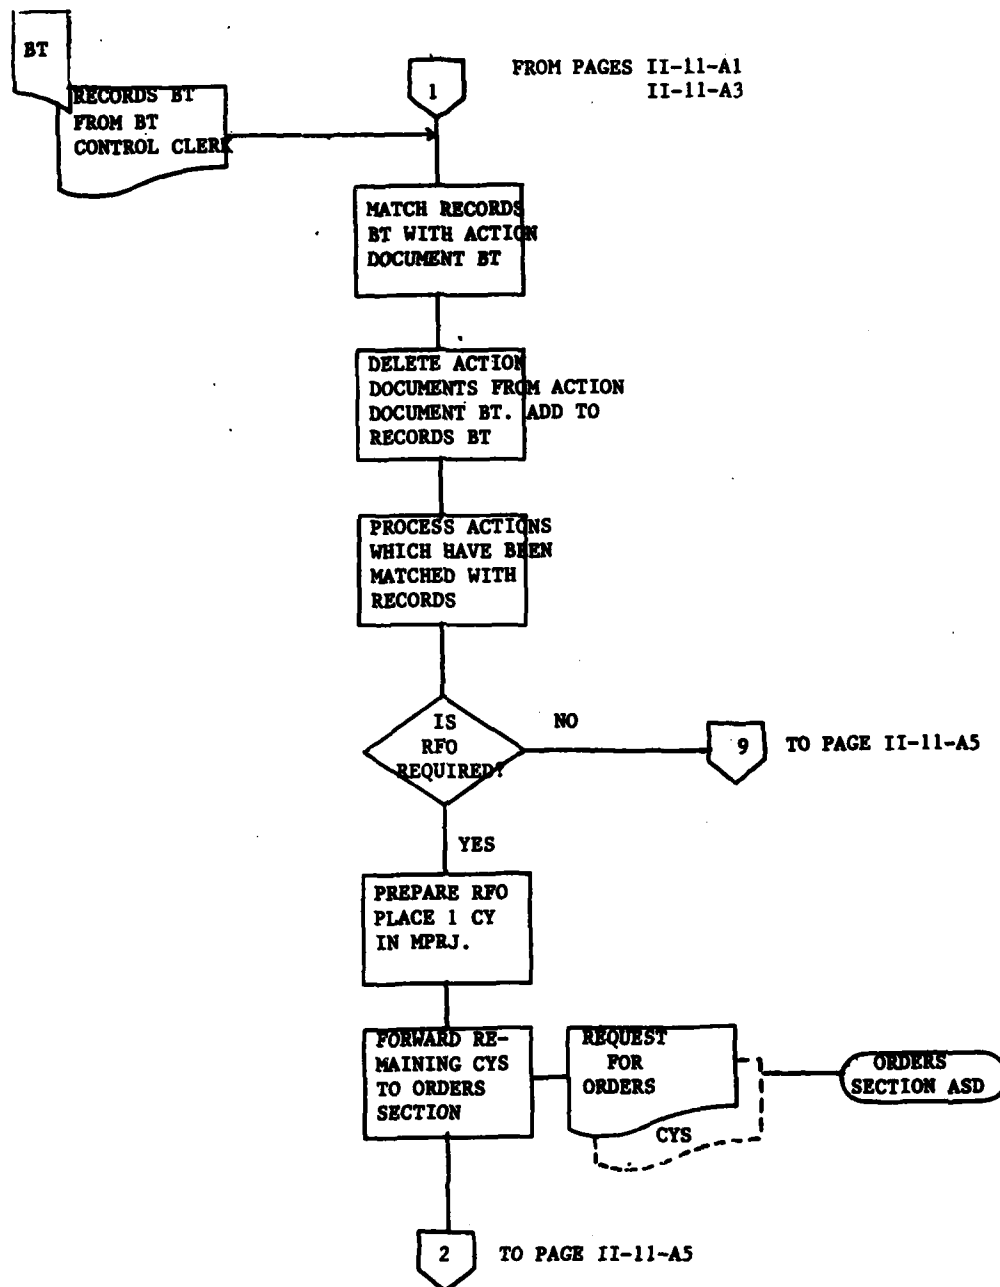 BT
FROM PAGES II-11-A1
II-11-A3
1
RECORDS BT
FROM BT
CONTROL CLERK
MATCH RECORDS
BT WITH ACTION
DOCUMENT BT
DELETE ACTION
DOCUMENTS FROM ACTION
DOCUMENT BT. ADD TO
RECORDS BT
PROCESS ACTIONS
WHICH HAVE BEEN
MATCHED WITH
RECORDS
IS
RFO
REQUIRED?
NO
9
TO PAGE II-11-A5
YES
PREPARE RFO
PLACE 1 CY
IN MPRJ.
FORWARD RE-
MAINING CYS
TO ORDERS
SECTION
REQUEST
FOR
ORDERS
CYS
ORDERS
SECTION ASD
2
TO PAGE II-11-A5